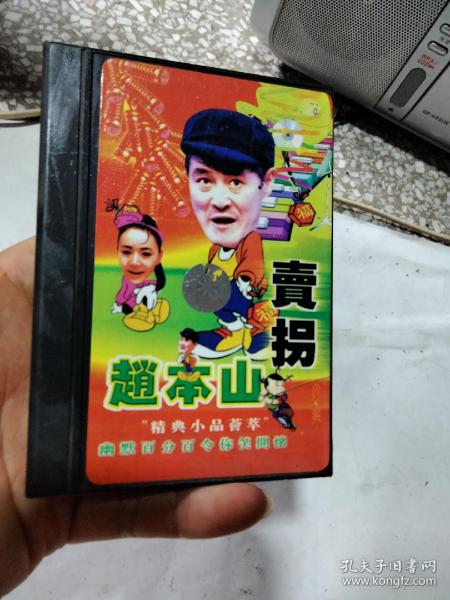 賣拐
趙本山
"精典小品薈萃"
幽默百分百令你笑開懷
福
孔夫子旧书网
www.kongfz.com